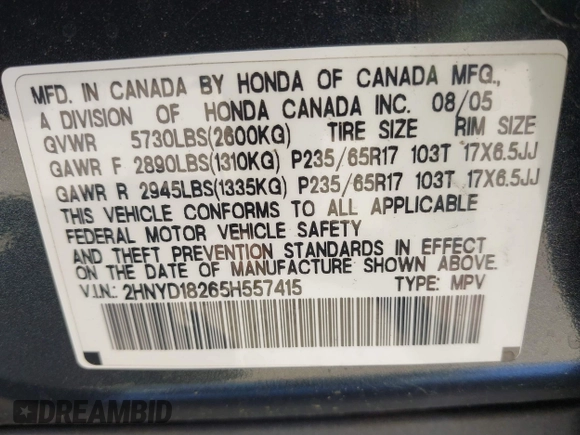 MFD. IN CANADA BY HONDA OF CANADA MFG.,
A DIVISION OF HONDA CANADA INC. 08/05
GVWR 5730LBS(2600KG) TIRE SIZE RIM SIZE
GAWR F 2890LBS(1310KG) P235/65R17 103T 17X6.5JJ
GAWR R 2945LBS(1335KG) P235/65R17 103T 17X6.5JJ
THIS VEHICLE CONFORMS TO ALL APPLICABLE
FEDERAL MOTOR VEHICLE SAFETY
AND THEFT PREVENTION STANDARDS IN EFFECT
ON THE DATE OF MANUFACTURE SHOWN ABOVE.
V.I.N.: 2HNYD18265H557415 TYPE: MPV
DREAMBID